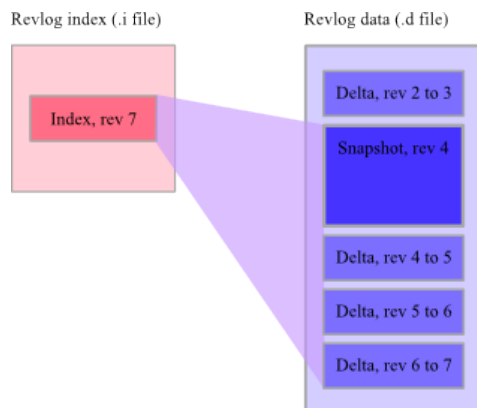 Revlog index (.i file)
Revlog data (.d file)
Index, rev 7
Delta, rev 2 to 3
Snapshot, rev 4
Delta, rev 4 to 5
Delta, rev 5 to 6
Delta, rev 6 to 7